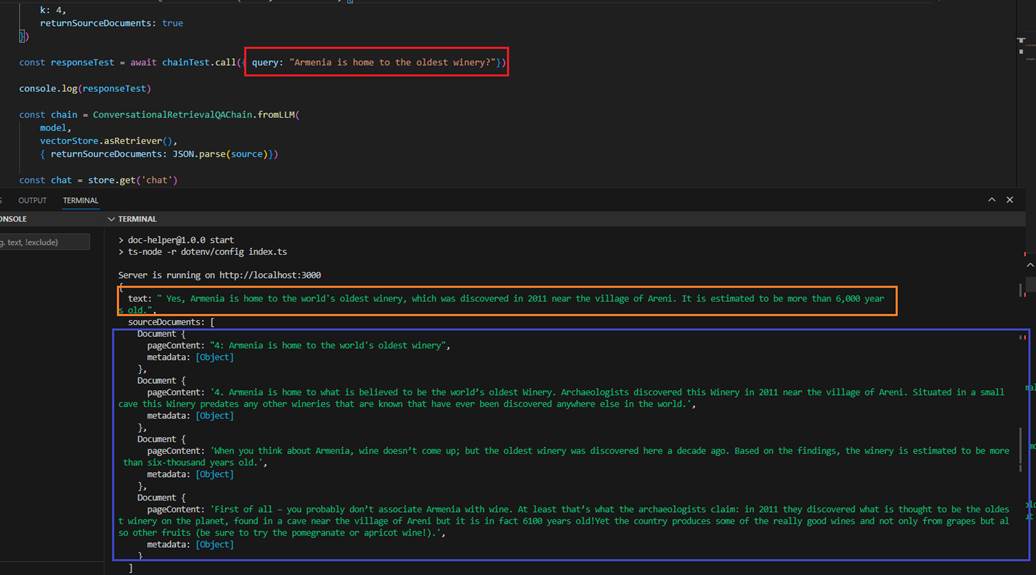 k: 4,
returnSourceDocuments: true
})
const responseTest = await chainTest.call({ query: "Armenia is home to the oldest winery?"})
console.log(responseTest)
const chain = ConversationalRetrievalQAChain.fromLLM(
model,
vectorStore.asRetriever(),
{ returnSourceDocuments: JSON.parse(source)})
const chat = store.get('chat')
OUTPUT TERMINAL
ONSOLE TERMINAL
g. text, !exclude)
> doc-helper@1.0.0 start
> ts-node -r dotenv/config index.ts
Server is running on http://localhost:3000
{
text: " Yes, Armenia is home to the world's oldest winery, which was discovered in 2011 near the village of Areni. It is estimated to be more than 6,000 year
s old.",
sourceDocuments: [
Document {
pageContent: "4: Armenia is home to the world's oldest winery",
metadata: [Object]
},
Document {
pageContent: '4. Armenia is home to what is believed to be the world’s oldest Winery. Archaeologists discovered this Winery in 2011 near the village of Areni. Situated in a small
cave this Winery predates any other wineries that are known that have ever been discovered anywhere else in the world.',
metadata: [Object]
},
Document {
pageContent: 'When you think about Armenia, wine doesn’t come up; but the oldest winery was discovered here a decade ago. Based on the findings, the winery is estimated to be more
than six-thousand years old.',
metadata: [Object]
},
Document {
pageContent: 'First of all – you probably don’t associate Armenia with wine. At least that’s what the archaeologists claim: in 2011 they discovered what is thought to be the oldes
t winery on the planet, found in a cave near the village of Areni but it is in fact 6100 years old!Yet the country produces some of the really good wines and not only from grapes but al
so other fruits (be sure to try the pomegranate or apricot wine!).',
metadata: [Object]
}
]